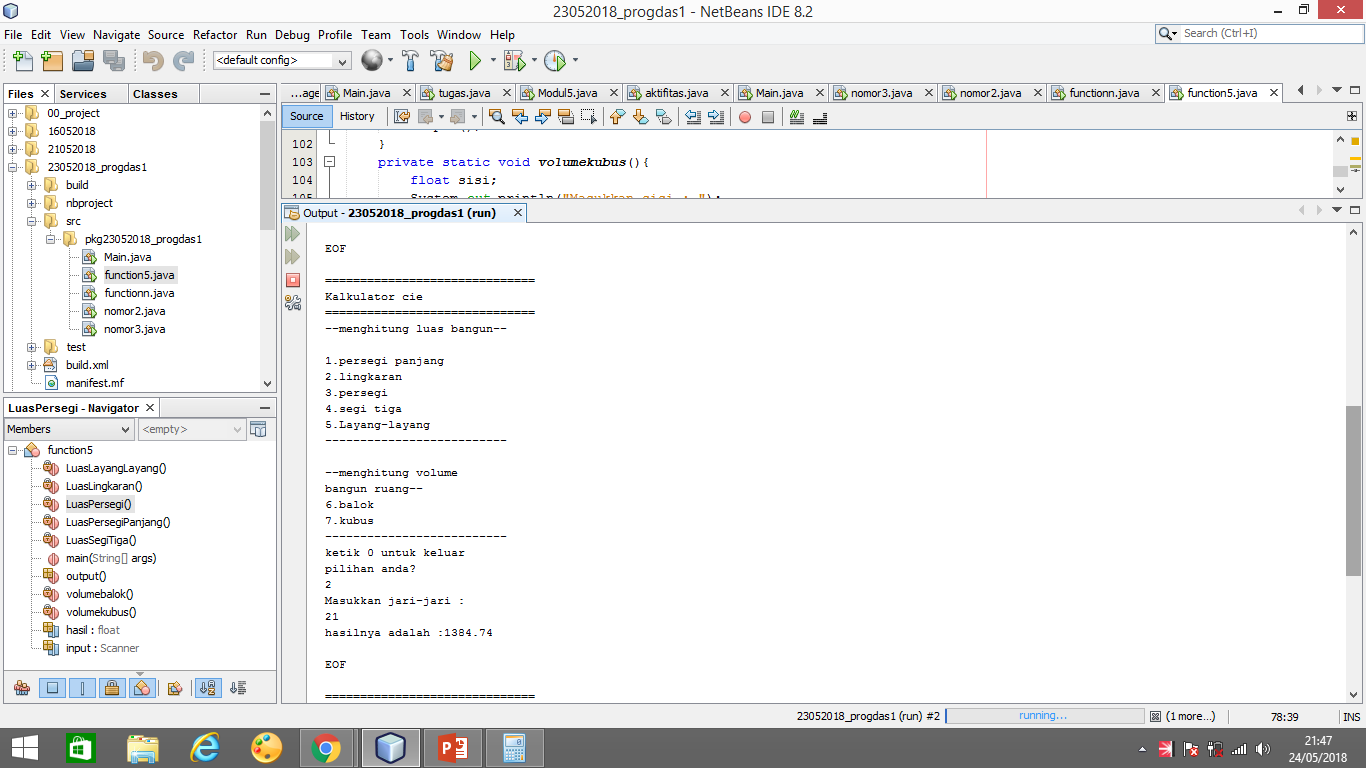 23052018_progdas1 - NetBeans IDE 8.2
File Edit View Navigate Source Refactor Run Debug Profile Team Tools Window Help
Search (Ctrl+I)
<default config>
Files Services Classes
...age Main.java tugas.java Modul5.java aktifitas.java Main.java nomor3.java nomor2.java functionn.java function5.java
Source History
00_project
16052018
21052018
23052018_progdas1
build
nbproject
src
pkg23052018_progdas1
Main.java
function5.java
functionn.java
nomor2.java
nomor3.java
test
build.xml
manifest.mf
102 }
103 private static void volumekubus(){
104 float sisi;
105 System.out.println("Masukkan sisi : ");
LuasPersegi - Navigator
Members <empty>
function5
LuasLayangLayang()
LuasLingkaran()
LuasPersegi()
LuasPersegiPanjang()
LuasSegiTiga()
main(String[] args)
output()
volumebalok()
volumekubus()
hasil : float
input : Scanner
Output - 23052018_progdas1 (run)
EOF
==============================
Kalkulator cie
==============================
--menghitung luas bangun--
1.persegi panjang
2.lingkaran
3.persegi
4.segi tiga
5.Layang-layang
--------------------------
--menghitung volume
bangun ruang--
6.balok
7.kubus
--------------------------
ketik 0 untuk keluar
pilihan anda?
2
Masukkan jari-jari :
21
hasilnya adalah :1384.74
EOF
==============================
23052018_progdas1 (run) #2 running... (1 more...) 78:39 INS
21:47
24/05/2018